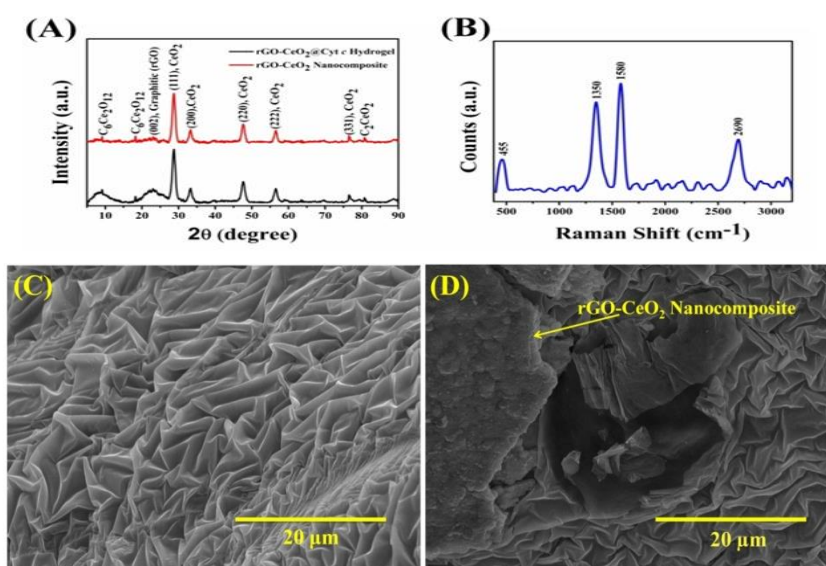 (A)
rGO-CeO2@Cyt c Hydrogel
rGO-CeO2 Nanocomposite
C6Ce2O12
C6Ce2O12
(002), Graphitic (rGO)
(111), CeO2
(200),CeO2
(220), CeO2
(222), CeO2
(331), CeO2
C2CeO2
Intensity (a.u.)
10 20 30 40 50 60 70 80 90
2θ (degree)
(B)
455
1350
1580
2690
Counts (a.u.)
500 1000 1500 2000 2500 3000
Raman Shift (cm-1)
(C)
20 µm
(D)
rGO-CeO2 Nanocomposite
20 µm